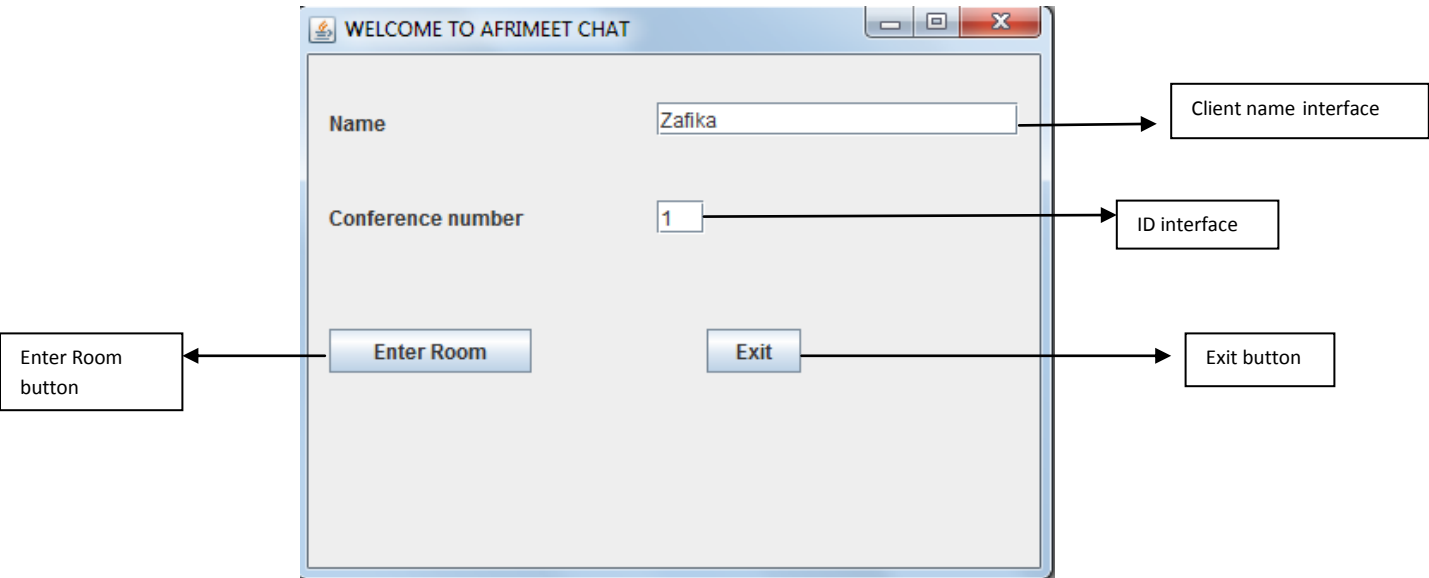 WELCOME TO AFRIMEET CHAT
Name
Zafika
Client name interface
Conference number
1
ID interface
Enter Room
button
Enter Room
Exit
Exit button